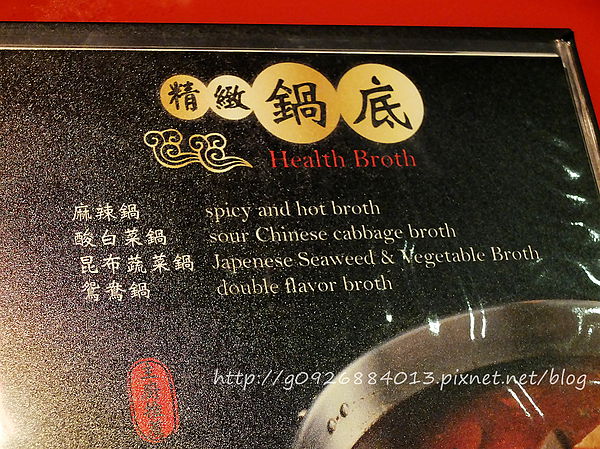 精緻鍋底
Health Broth
麻辣鍋 spicy and hot broth
酸白菜鍋 sour Chinese cabbage broth
昆布蔬菜鍋 Japenese Seaweed & Vegetable Broth
鴛鴦鍋 double flavor broth
http://g0926884013.pixnet.net/blog